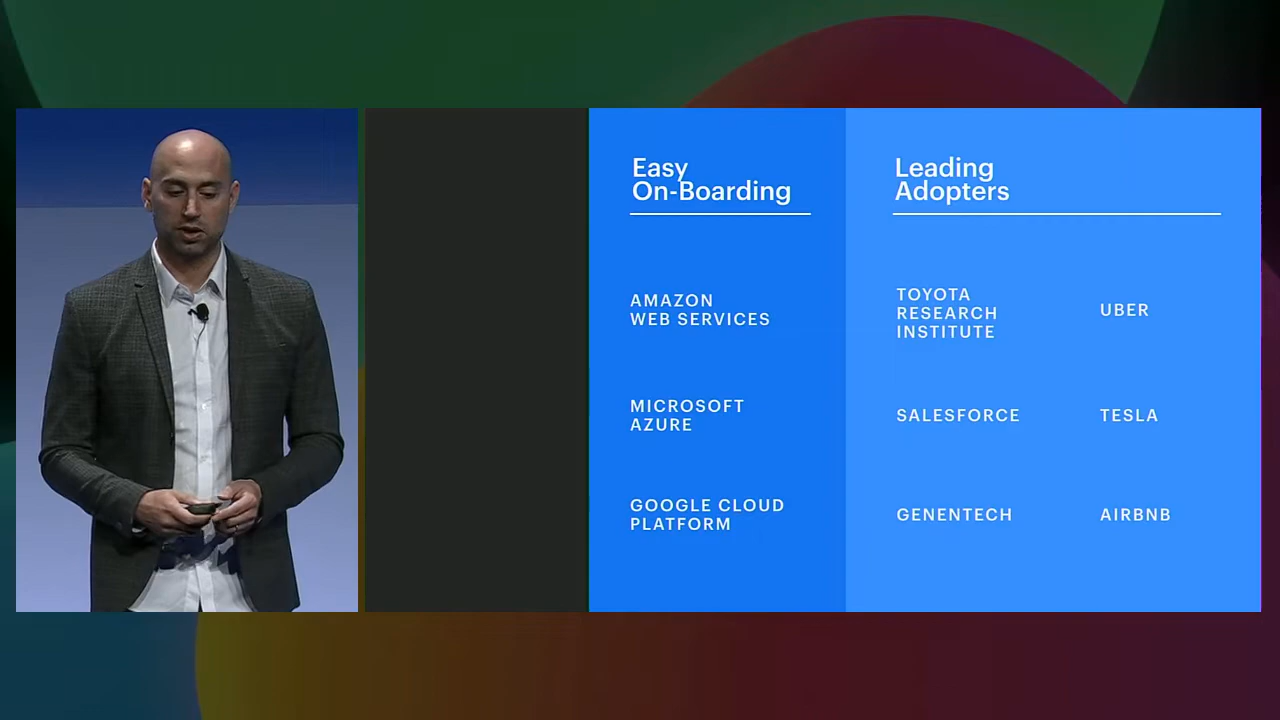 Easy
On-Boarding
AMAZON
WEB SERVICES
MICROSOFT
AZURE
GOOGLE CLOUD
PLATFORM
Leading
Adopters
TOYOTA
RESEARCH
INSTITUTE
UBER
SALESFORCE
TESLA
GENENTECH
AIRBNB